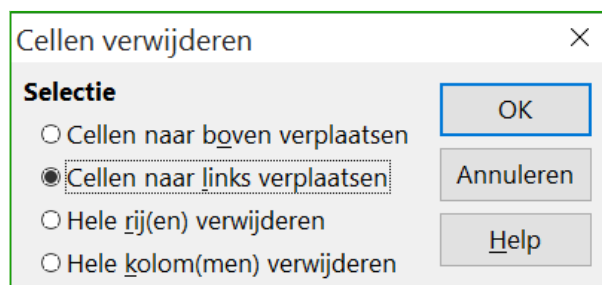 Cellen verwijderen
Selectie
Cellen naar boven verplaatsen
Cellen naar links verplaatsen
Hele rij(en) verwijderen
Hele kolom(men) verwijderen
OK
Annuleren
Help